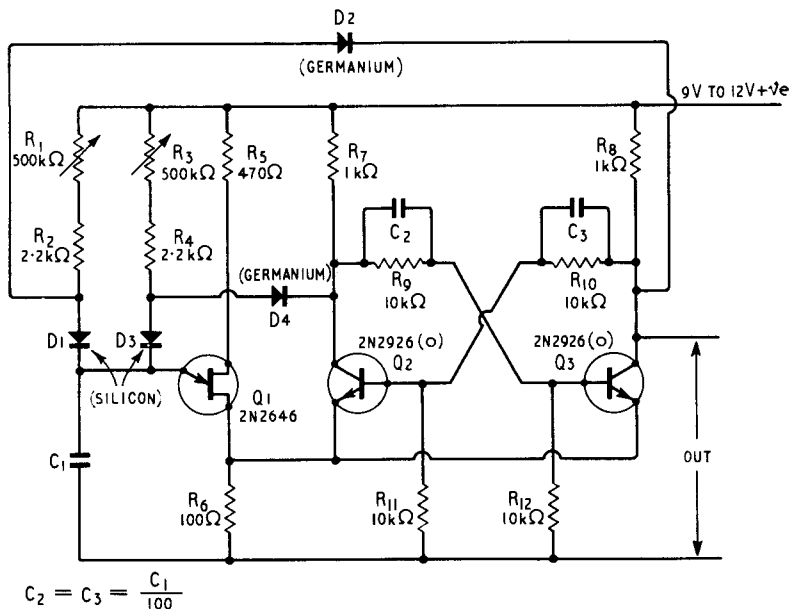 D2
(GERMANIUM)
9V TO 12V+Ve
R1
500kΩ
R3
500kΩ
R5
470Ω
R7
1kΩ
R8
1kΩ
C2
C3
R2
2·2kΩ
R4
2·2kΩ
(GERMANIUM)
D4
R9
10kΩ
R10
10kΩ
D1
D3
(SILICON)
Q1
2N2646
2N2926(O)
Q2
2N2926(O)
Q3
C1
OUT
R6
100Ω
R11
10kΩ
R12
10kΩ
C2 = C3 = C1/100